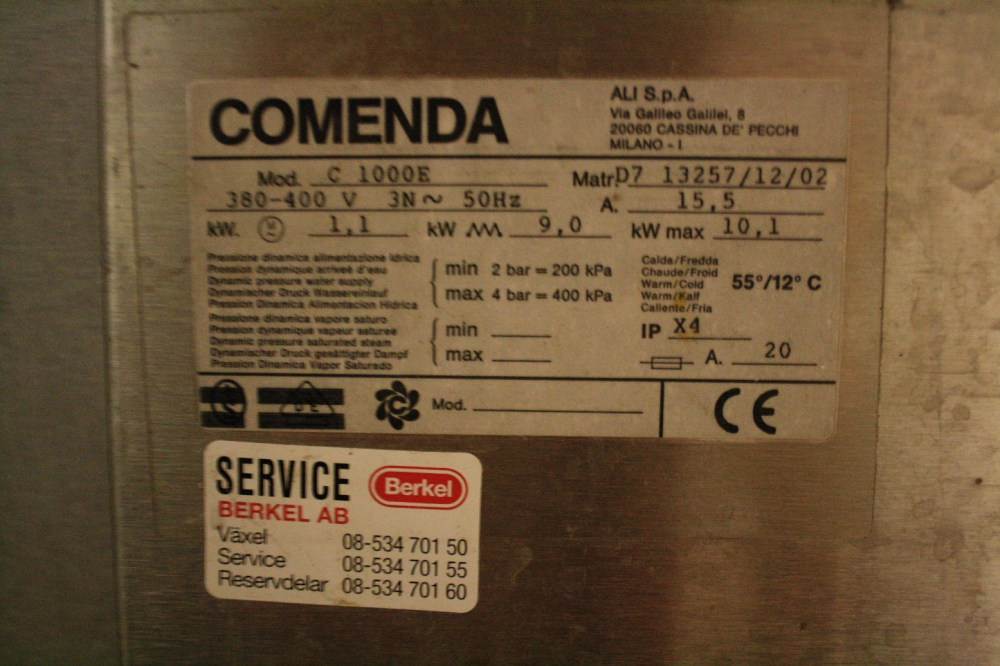 COMENDA
ALI S.p.A.
Via Galileo Galilei, 8
20060 CASSINA DE' PECCHI
MILANO - I
Mod. C 1000E Matr. D7 13257/12/02
380-400 V 3N~ 50Hz A. 15,5
kW. 1,1 kW 9,0 kW max 10,1
Pressione dinamica alimentazione idrica
Pression dynamique arrivee d'eau
Dynamic pressure water supply
Dynamischer Druck Wassereinlauf
Pression Dinamica Alimentacion Hidrica
min 2 bar = 200 kPa
max 4 bar = 400 kPa
Calda/Fredda
Chaude/Froid
Warm/Cold
Warm/Kalt
Caliente/Fria
55°/12° C
Pressione dinamica vapore saturo
Pression dynamique vapeur saturee
Dynamic pressure saturated steam
Dynamischer Druck gesättigter Dampf
Pression Dinamica Vapor Saturado
min
max
IP X4
A. 20
C
Mod.
CE
SERVICE Berkel
BERKEL AB
Växel 08-534 701 50
Service 08-534 701 55
Reservdelar 08-534 701 60